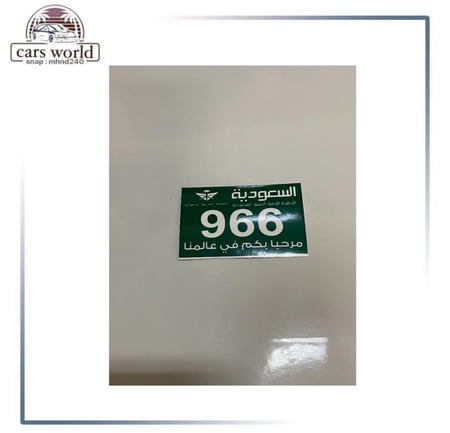 cars world
snap : mhnd240
السعودية
966
مرحبا بكم في عالمنا